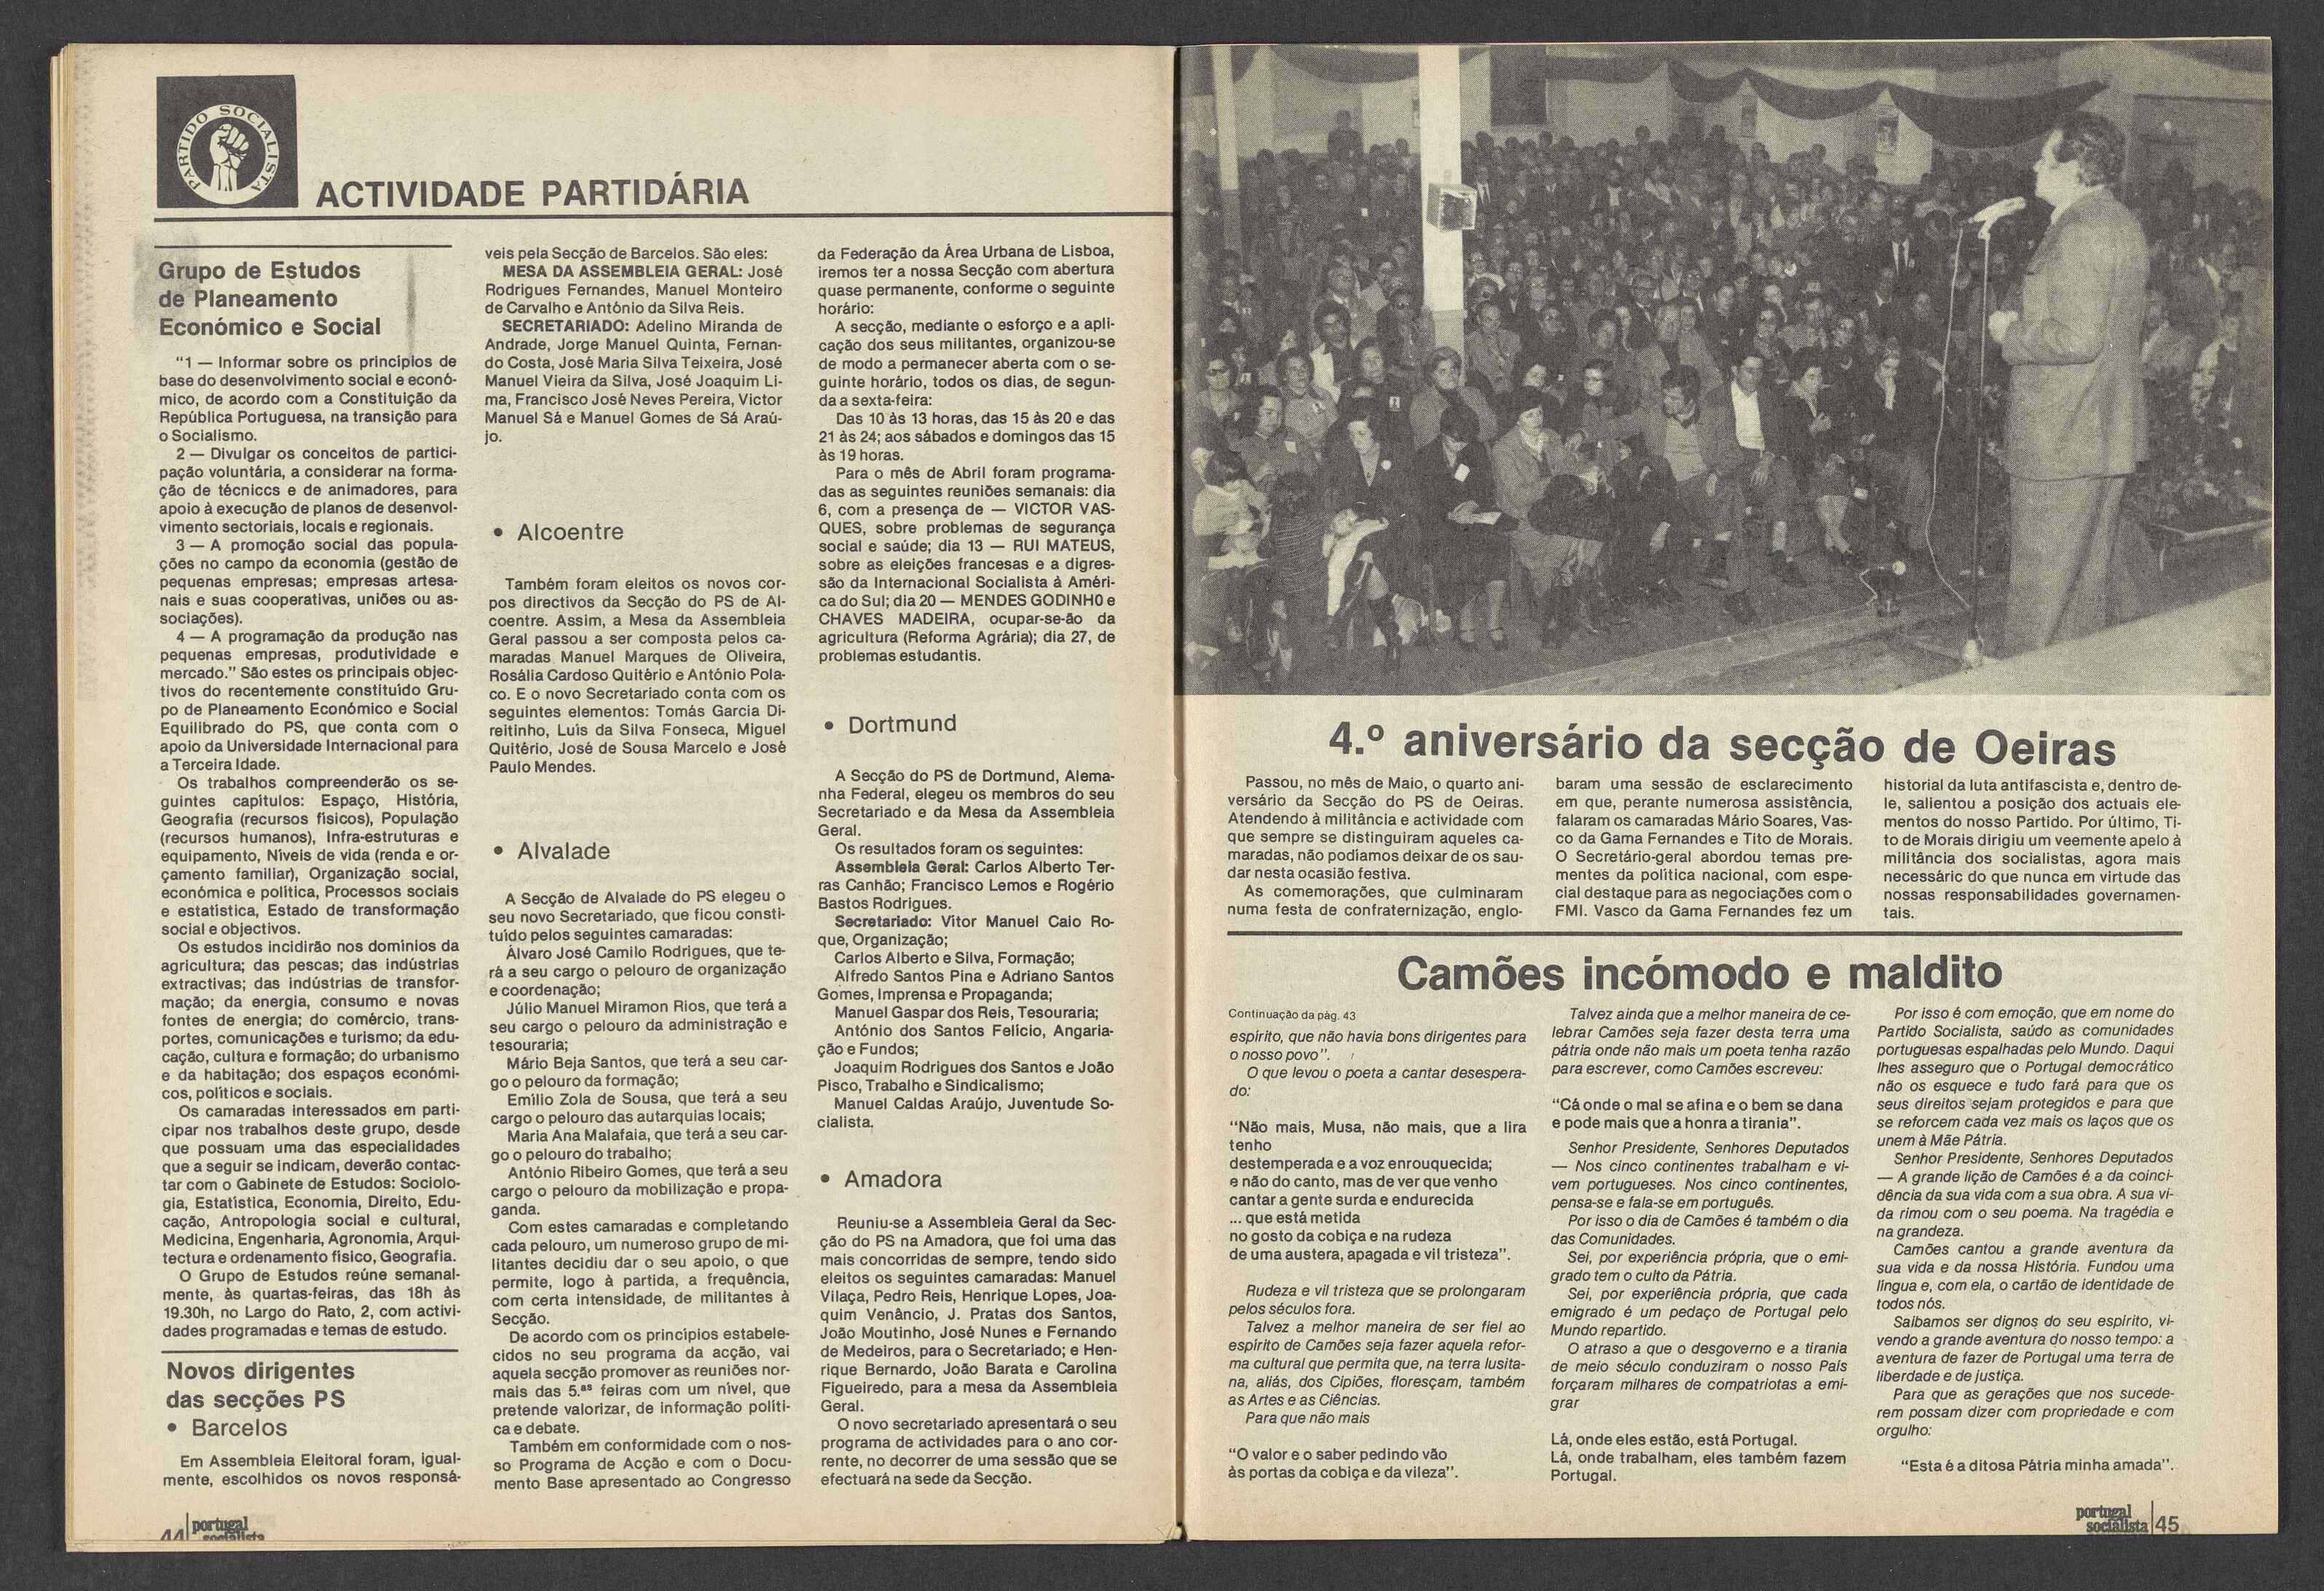 PARTIDO SOCIALISTA
ACTIVIDADE PARTIDÁRIA
Grupo de Estudos
de Planeamento
Económico e Social
"1 — Informar sobre os princípios de
base do desenvolvimento social e econó-
mico, de acordo com a Constituição da
República Portuguesa, na transição para
o Socialismo.
2 — Divulgar os conceitos de partici-
pação voluntária, a considerar na forma-
ção de técniccs e de animadores, para
apoio à execução de planos de desenvol-
vimento sectoriais, locais e regionais.
3 — A promoção social das popula-
ções no campo da economia (gestão de
pequenas empresas; empresas artesa-
nais e suas cooperativas, uniões ou as-
sociações).
4 — A programação da produção nas
pequenas empresas, produtividade e
mercado." São estes os principais objec-
tivos do recentemente constituído Gru-
po de Planeamento Económico e Social
Equilibrado do PS, que conta com o
apoio da Universidade Internacional para
a Terceira Idade.
Os trabalhos compreenderão os se-
guintes capítulos: Espaço, História,
Geografia (recursos físicos), População
(recursos humanos), Infra-estruturas e
equipamento, Níveis de vida (renda e or-
çamento familiar), Organização social,
económica e política, Processos sociais
e estatística, Estado de transformação
social e objectivos.
Os estudos incidirão nos domínios da
agricultura; das pescas; das indústrias
extractivas; das indústrias de transfor-
mação; da energia, consumo e novas
fontes de energia; do comércio, trans-
portes, comunicações e turismo; da edu-
cação, cultura e formação; do urbanismo
e da habitação; dos espaços económi-
cos, políticos e sociais.
Os camaradas interessados em parti-
cipar nos trabalhos deste grupo, desde
que possuam uma das especialidades
que a seguir se indicam, deverão contac-
tar com o Gabinete de Estudos: Sociolo-
gia, Estatística, Economia, Direito, Edu-
cação, Antropologia social e cultural,
Medicina, Engenharia, Agronomia, Arqui-
tectura e ordenamento físico, Geografia.
O Grupo de Estudos reúne semanal-
mente, às quartas-feiras, das 18h às
19.30h, no Largo do Rato, 2, com activi-
dades programadas e temas de estudo.
Novos dirigentes
das secções PS
• Barcelos
Em Assembleia Eleitoral foram, igual-
mente, escolhidos os novos responsá-
veis pela Secção de Barcelos. São eles:
MESA DA ASSEMBLEIA GERAL: José
Rodrigues Fernandes, Manuel Monteiro
de Carvalho e António da Silva Reis.
SECRETARIADO: Adelino Miranda de
Andrade, Jorge Manuel Quinta, Fernan-
do Costa, José Maria Silva Teixeira, José
Manuel Vieira da Silva, José Joaquim Li-
ma, Francisco José Neves Pereira, Victor
Manuel Sá e Manuel Gomes de Sá Araú-
jo.
• Alcoentre
Também foram eleitos os novos cor-
pos directivos da Secção do PS de Al-
coentre. Assim, a Mesa da Assembleia
Geral passou a ser composta pelos ca-
maradas Manuel Marques de Oliveira,
Rosália Cardoso Quitério e António Pola-
co. E o novo Secretariado conta com os
seguintes elementos: Tomás Garcia Di-
reitinho, Luís da Silva Fonseca, Miguel
Quitério, José de Sousa Marcelo e José
Paulo Mendes.
• Alvalade
A Secção de Alvalade do PS elegeu o
seu novo Secretariado, que ficou consti-
tuído pelos seguintes camaradas:
Álvaro José Camilo Rodrigues, que te-
rá a seu cargo o pelouro de organização
e coordenação;
Júlio Manuel Miramon Rios, que terá a
seu cargo o pelouro da administração e
tesouraria;
Mário Beja Santos, que terá a seu car-
go o pelouro da formação;
Emílio Zola de Sousa, que terá a seu
cargo o pelouro das autarquias locais;
Maria Ana Malafaia, que terá a seu car-
go o pelouro do trabalho;
António Ribeiro Gomes, que terá a seu
cargo o pelouro da mobilização e propa-
ganda.
Com estes camaradas e completando
cada pelouro, um numeroso grupo de mi-
litantes decidiu dar o seu apoio, o que
permite, logo à partida, a frequência,
com certa intensidade, de militantes à
Secção.
De acordo com os princípios estabele-
cidos no seu programa da acção, vai
aquela secção promover as reuniões nor-
mais das 5.as feiras com um nível, que
pretende valorizar, de informação políti-
ca e debate.
Também em conformidade com o nos-
so Programa de Acção e com o Docu-
mento Base apresentado ao Congresso
da Federação da Área Urbana de Lisboa,
iremos ter a nossa Secção com abertura
quase permanente, conforme o seguinte
horário:
A secção, mediante o esforço e a apli-
cação dos seus militantes, organizou-se
de modo a permanecer aberta com o se-
guinte horário, todos os dias, de segun-
da a sexta-feira:
Das 10 às 13 horas, das 15 às 20 e das
21 às 24; aos sábados e domingos das 15
às 19 horas.
Para o mês de Abril foram programa-
das as seguintes reuniões semanais: dia
6, com a presença de — VICTOR VAS-
QUES, sobre problemas de segurança
social e saúde; dia 13 — RUI MATEUS,
sobre as eleições francesas e a digres-
são da Internacional Socialista à Améri-
ca do Sul; dia 20 — MENDES GODINHO e
CHAVES MADEIRA, ocupar-se-ão da
agricultura (Reforma Agrária); dia 27, de
problemas estudantis.
• Dortmund
A Secção do PS de Dortmund, Alema-
nha Federal, elegeu os membros do seu
Secretariado e da Mesa da Assembleia
Geral.
Os resultados foram os seguintes:
Assembleia Geral: Carlos Alberto Ter-
ras Canhão; Francisco Lemos e Rogério
Bastos Rodrigues.
Secretariado: Vítor Manuel Caio Ro-
que, Organização;
Carlos Alberto e Silva, Formação;
Alfredo Santos Pina e Adriano Santos
Gomes, Imprensa e Propaganda;
Manuel Gaspar dos Reis, Tesouraria;
António dos Santos Felício, Angaria-
ção e Fundos;
Joaquim Rodrigues dos Santos e João
Pisco, Trabalho e Sindicalismo;
Manuel Caldas Araújo, Juventude So-
cialista.
• Amadora
Reuniu-se a Assembleia Geral da Sec-
ção do PS na Amadora, que foi uma das
mais concorridas de sempre, tendo sido
eleitos os seguintes camaradas: Manuel
Vilaça, Pedro Reis, Henrique Lopes, Joa-
quim Venâncio, J. Pratas dos Santos,
João Moutinho, José Nunes e Fernando
de Medeiros, para o Secretariado; e Hen-
rique Bernardo, João Barata e Carolina
Figueiredo, para a mesa da Assembleia
Geral.
O novo secretariado apresentará o seu
programa de actividades para o ano cor-
rente, no decorrer de uma sessão que se
efectuará na sede da Secção.
44 portugal
socialista
4.º aniversário da secção de Oeiras
Passou, no mês de Maio, o quarto ani-
versário da Secção do PS de Oeiras.
Atendendo à militância e actividade com
que sempre se distinguiram aqueles ca-
maradas, não podíamos deixar de os sau-
dar nesta ocasião festiva.
As comemorações, que culminaram
numa festa de confraternização, englo-
baram uma sessão de esclarecimento
em que, perante numerosa assistência,
falaram os camaradas Mário Soares, Vas-
co da Gama Fernandes e Tito de Morais.
O Secretário-geral abordou temas pre-
mentes da política nacional, com espe-
cial destaque para as negociações com o
FMI. Vasco da Gama Fernandes fez um
historial da luta antifascista e, dentro de-
le, salientou a posição dos actuais ele-
mentos do nosso Partido. Por último, Ti-
to de Morais dirigiu um veemente apelo à
militância dos socialistas, agora mais
necessáric do que nunca em virtude das
nossas responsabilidades governamen-
tais.
Camões incómodo e maldito
Continuação da pág. 43
espírito, que não havia bons dirigentes para
o nosso povo".
O que levou o poeta a cantar desespera-
do:
"Não mais, Musa, não mais, que a lira
tenho
destemperada e a voz enrouquecida;
e não do canto, mas de ver que venho
cantar a gente surda e endurecida
... que está metida
no gosto da cobiça e na rudeza
de uma austera, apagada e vil tristeza".
Rudeza e vil tristeza que se prolongaram
pelos séculos fora.
Talvez a melhor maneira de ser fiel ao
espírito de Camões seja fazer aquela refor-
ma cultural que permita que, na terra lusita-
na, aliás, dos Cipiões, floresçam, também
as Artes e as Ciências.
Para que não mais
"O valor e o saber pedindo vão
às portas da cobiça e da vileza".
Talvez ainda que a melhor maneira de ce-
lebrar Camões seja fazer desta terra uma
pátria onde não mais um poeta tenha razão
para escrever, como Camões escreveu:
"Cá onde o mal se afina e o bem se dana
e pode mais que a honra a tirania".
Senhor Presidente, Senhores Deputados
— Nos cinco continentes trabalham e vi-
vem portugueses. Nos cinco continentes,
pensa-se e fala-se em português.
Por isso o dia de Camões é também o dia
das Comunidades.
Sei, por experiência própria, que o emi-
grado tem o culto da Pátria.
Sei, por experiência própria, que cada
emigrado é um pedaço de Portugal pelo
Mundo repartido.
O atraso a que o desgoverno e a tirania
de meio século conduziram o nosso País
forçaram milhares de compatriotas a emi-
grar
Lá, onde eles estão, está Portugal.
Lá, onde trabalham, eles também fazem
Portugal.
Por isso é com emoção, que em nome do
Partido Socialista, saúdo as comunidades
portuguesas espalhadas pelo Mundo. Daqui
lhes asseguro que o Portugal democrático
não os esquece e tudo fará para que os
seus direitos sejam protegidos e para que
se reforcem cada vez mais os laços que os
unem à Mãe Pátria.
Senhor Presidente, Senhores Deputados
— A grande lição de Camões é a da coinci-
dência da sua vida com a sua obra. A sua vi-
da rimou com o seu poema. Na tragédia e
na grandeza.
Camões cantou a grande aventura da
sua vida e da nossa História. Fundou uma
língua e, com ela, o cartão de identidade de
todos nós.
Saibamos ser dignos do seu espírito, vi-
vendo a grande aventura do nosso tempo: a
aventura de fazer de Portugal uma terra de
liberdade e de justiça.
Para que as gerações que nos sucede-
rem possam dizer com propriedade e com
orgulho:
"Esta é a ditosa Pátria minha amada".
portugal
socialista 45